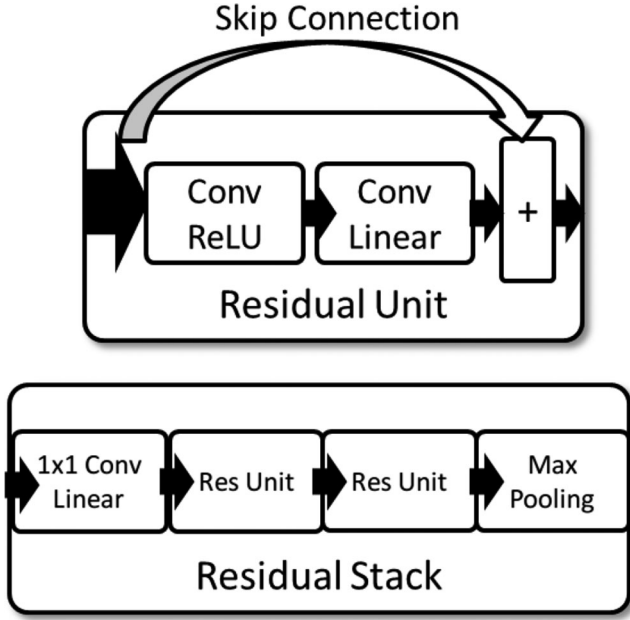 Skip Connection
Conv
ReLU
Conv
Linear
+
Residual Unit
1x1 Conv
Linear
Res Unit
Res Unit
Max
Pooling
Residual Stack